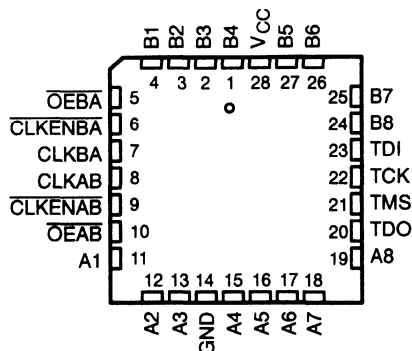 B1 B2 B3 B4 VCC B5 B6
4 3 2 1 28 27 26
OEBA 5 25 B7
CLKENBA 6 24 B8
CLKBA 7 23 TDI
CLKAB 8 22 TCK
CLKENAB 9 21 TMS
OEAB 10 20 TDO
A1 11 19 A8
12 13 14 15 16 17 18
A2 A3 GND A4 A5 A6 A7